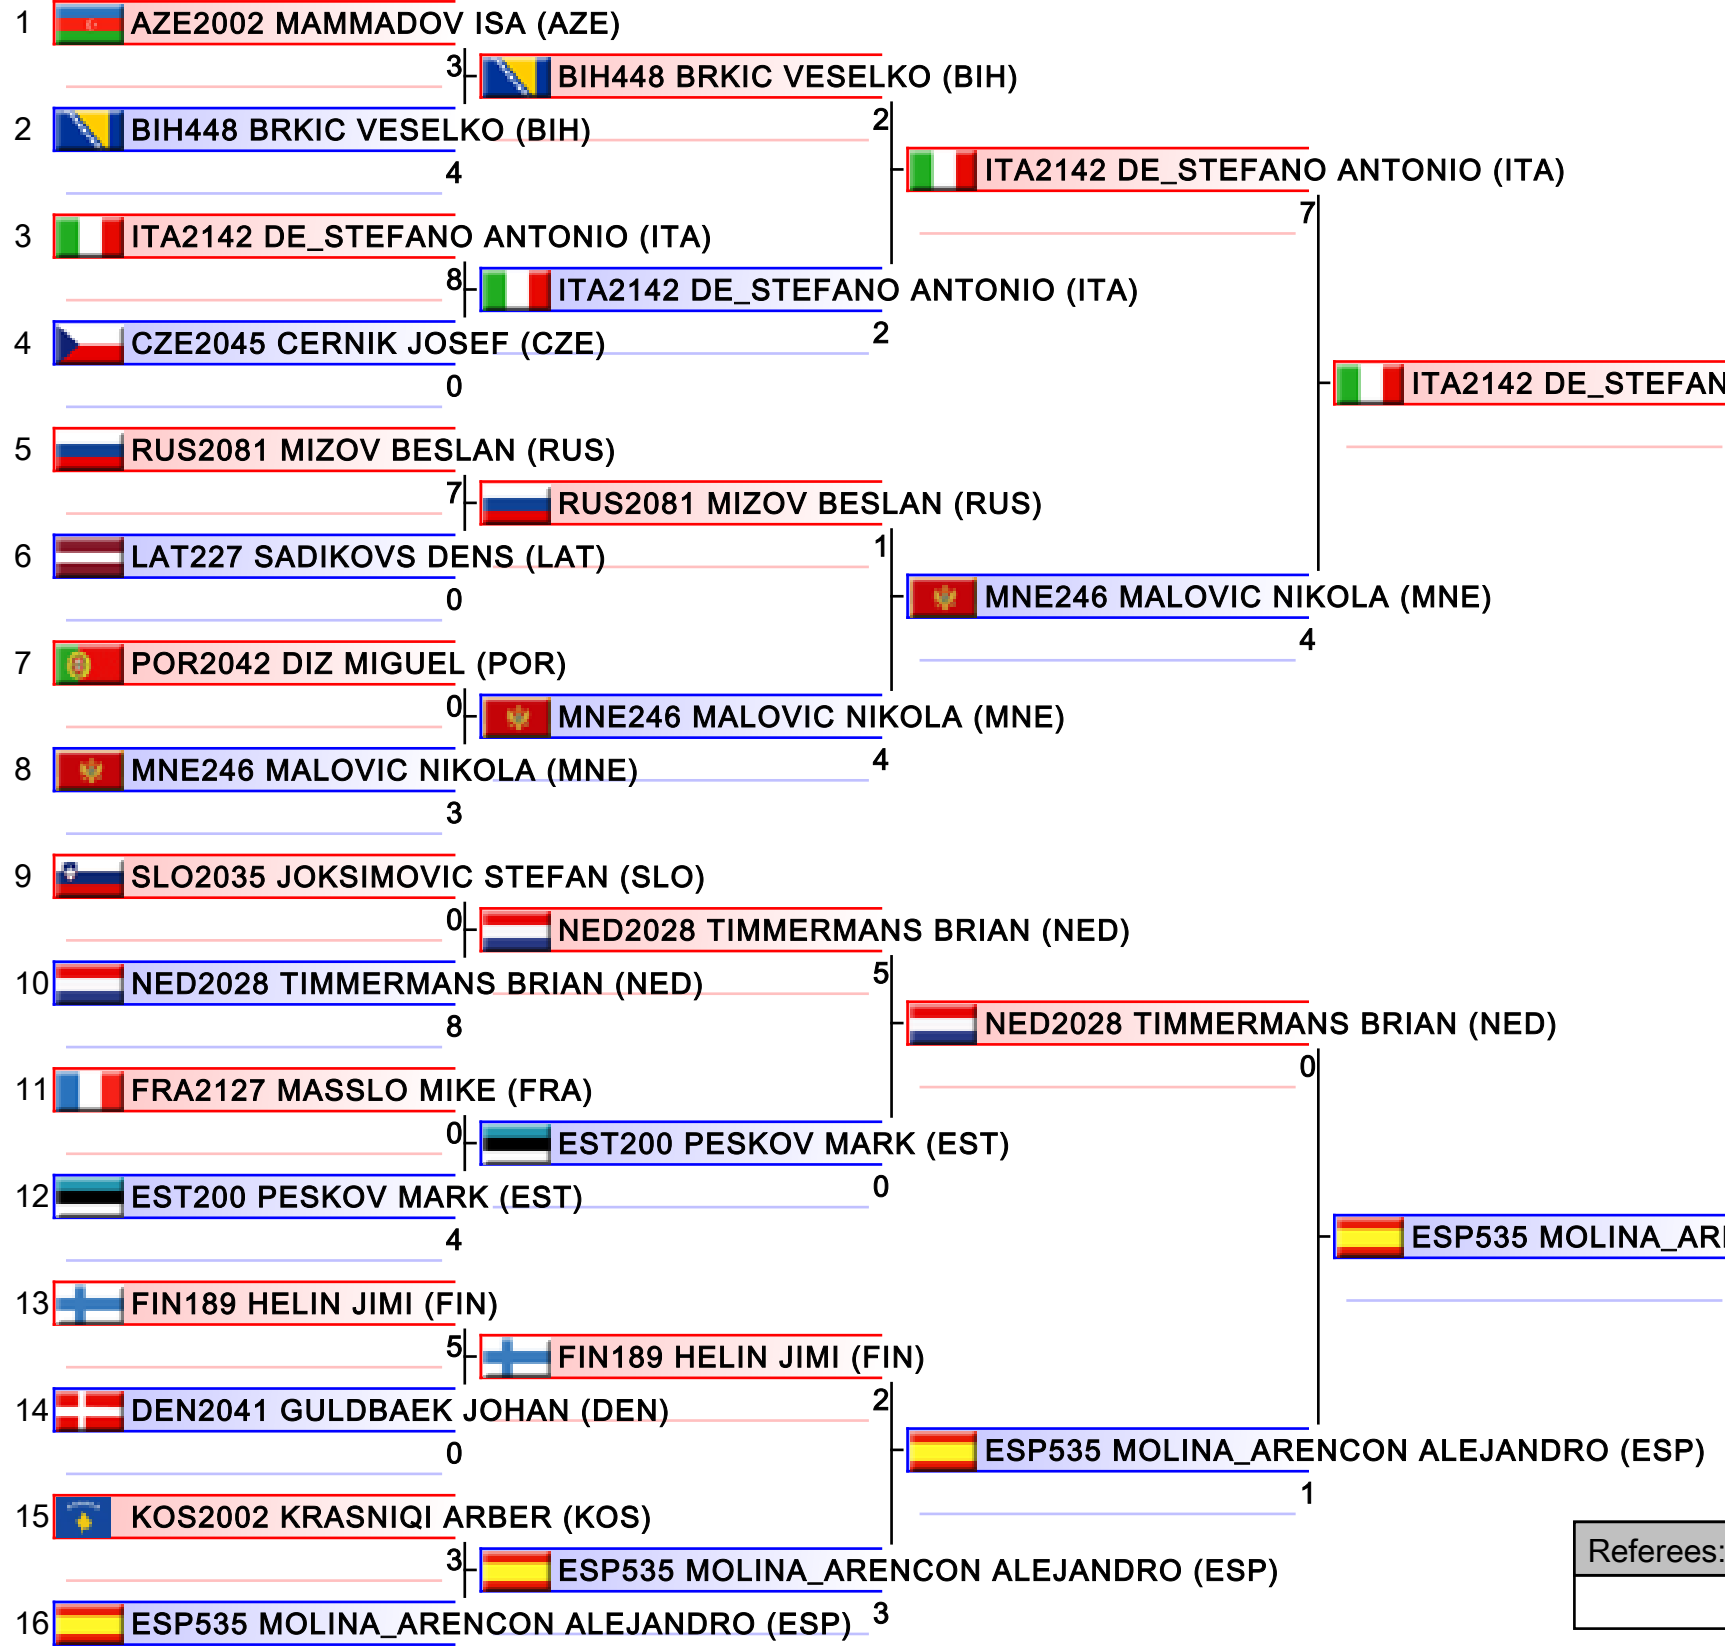 1 AZE2002 MAMMADOV ISA (AZE)
3
BIH448 BRKIC VESELKO (BIH)
2
2 BIH448 BRKIC VESELKO (BIH)
4
ITA2142 DE_STEFANO ANTONIO (ITA)
7
3 ITA2142 DE_STEFANO ANTONIO (ITA)
8
ITA2142 DE_STEFANO ANTONIO (ITA)
2
4 CZE2045 CERNIK JOSEF (CZE)
0
ITA2142 DE_STEFAN
5 RUS2081 MIZOV BESLAN (RUS)
7
RUS2081 MIZOV BESLAN (RUS)
1
6 LAT227 SADIKOVS DENS (LAT)
0
MNE246 MALOVIC NIKOLA (MNE)
4
7 POR2042 DIZ MIGUEL (POR)
0
MNE246 MALOVIC NIKOLA (MNE)
4
8 MNE246 MALOVIC NIKOLA (MNE)
3
9 SLO2035 JOKSIMOVIC STEFAN (SLO)
0
NED2028 TIMMERMANS BRIAN (NED)
5
10 NED2028 TIMMERMANS BRIAN (NED)
8
NED2028 TIMMERMANS BRIAN (NED)
0
11 FRA2127 MASSLO MIKE (FRA)
0
EST200 PESKOV MARK (EST)
0
12 EST200 PESKOV MARK (EST)
4
ESP535 MOLINA_AR
13 FIN189 HELIN JIMI (FIN)
5
FIN189 HELIN JIMI (FIN)
2
14 DEN2041 GULDBAEK JOHAN (DEN)
0
ESP535 MOLINA_ARENCON ALEJANDRO (ESP)
1
15 KOS2002 KRASNIQI ARBER (KOS)
3
ESP535 MOLINA_ARENCON ALEJANDRO (ESP)
3
16 ESP535 MOLINA_ARENCON ALEJANDRO (ESP)
Referees: